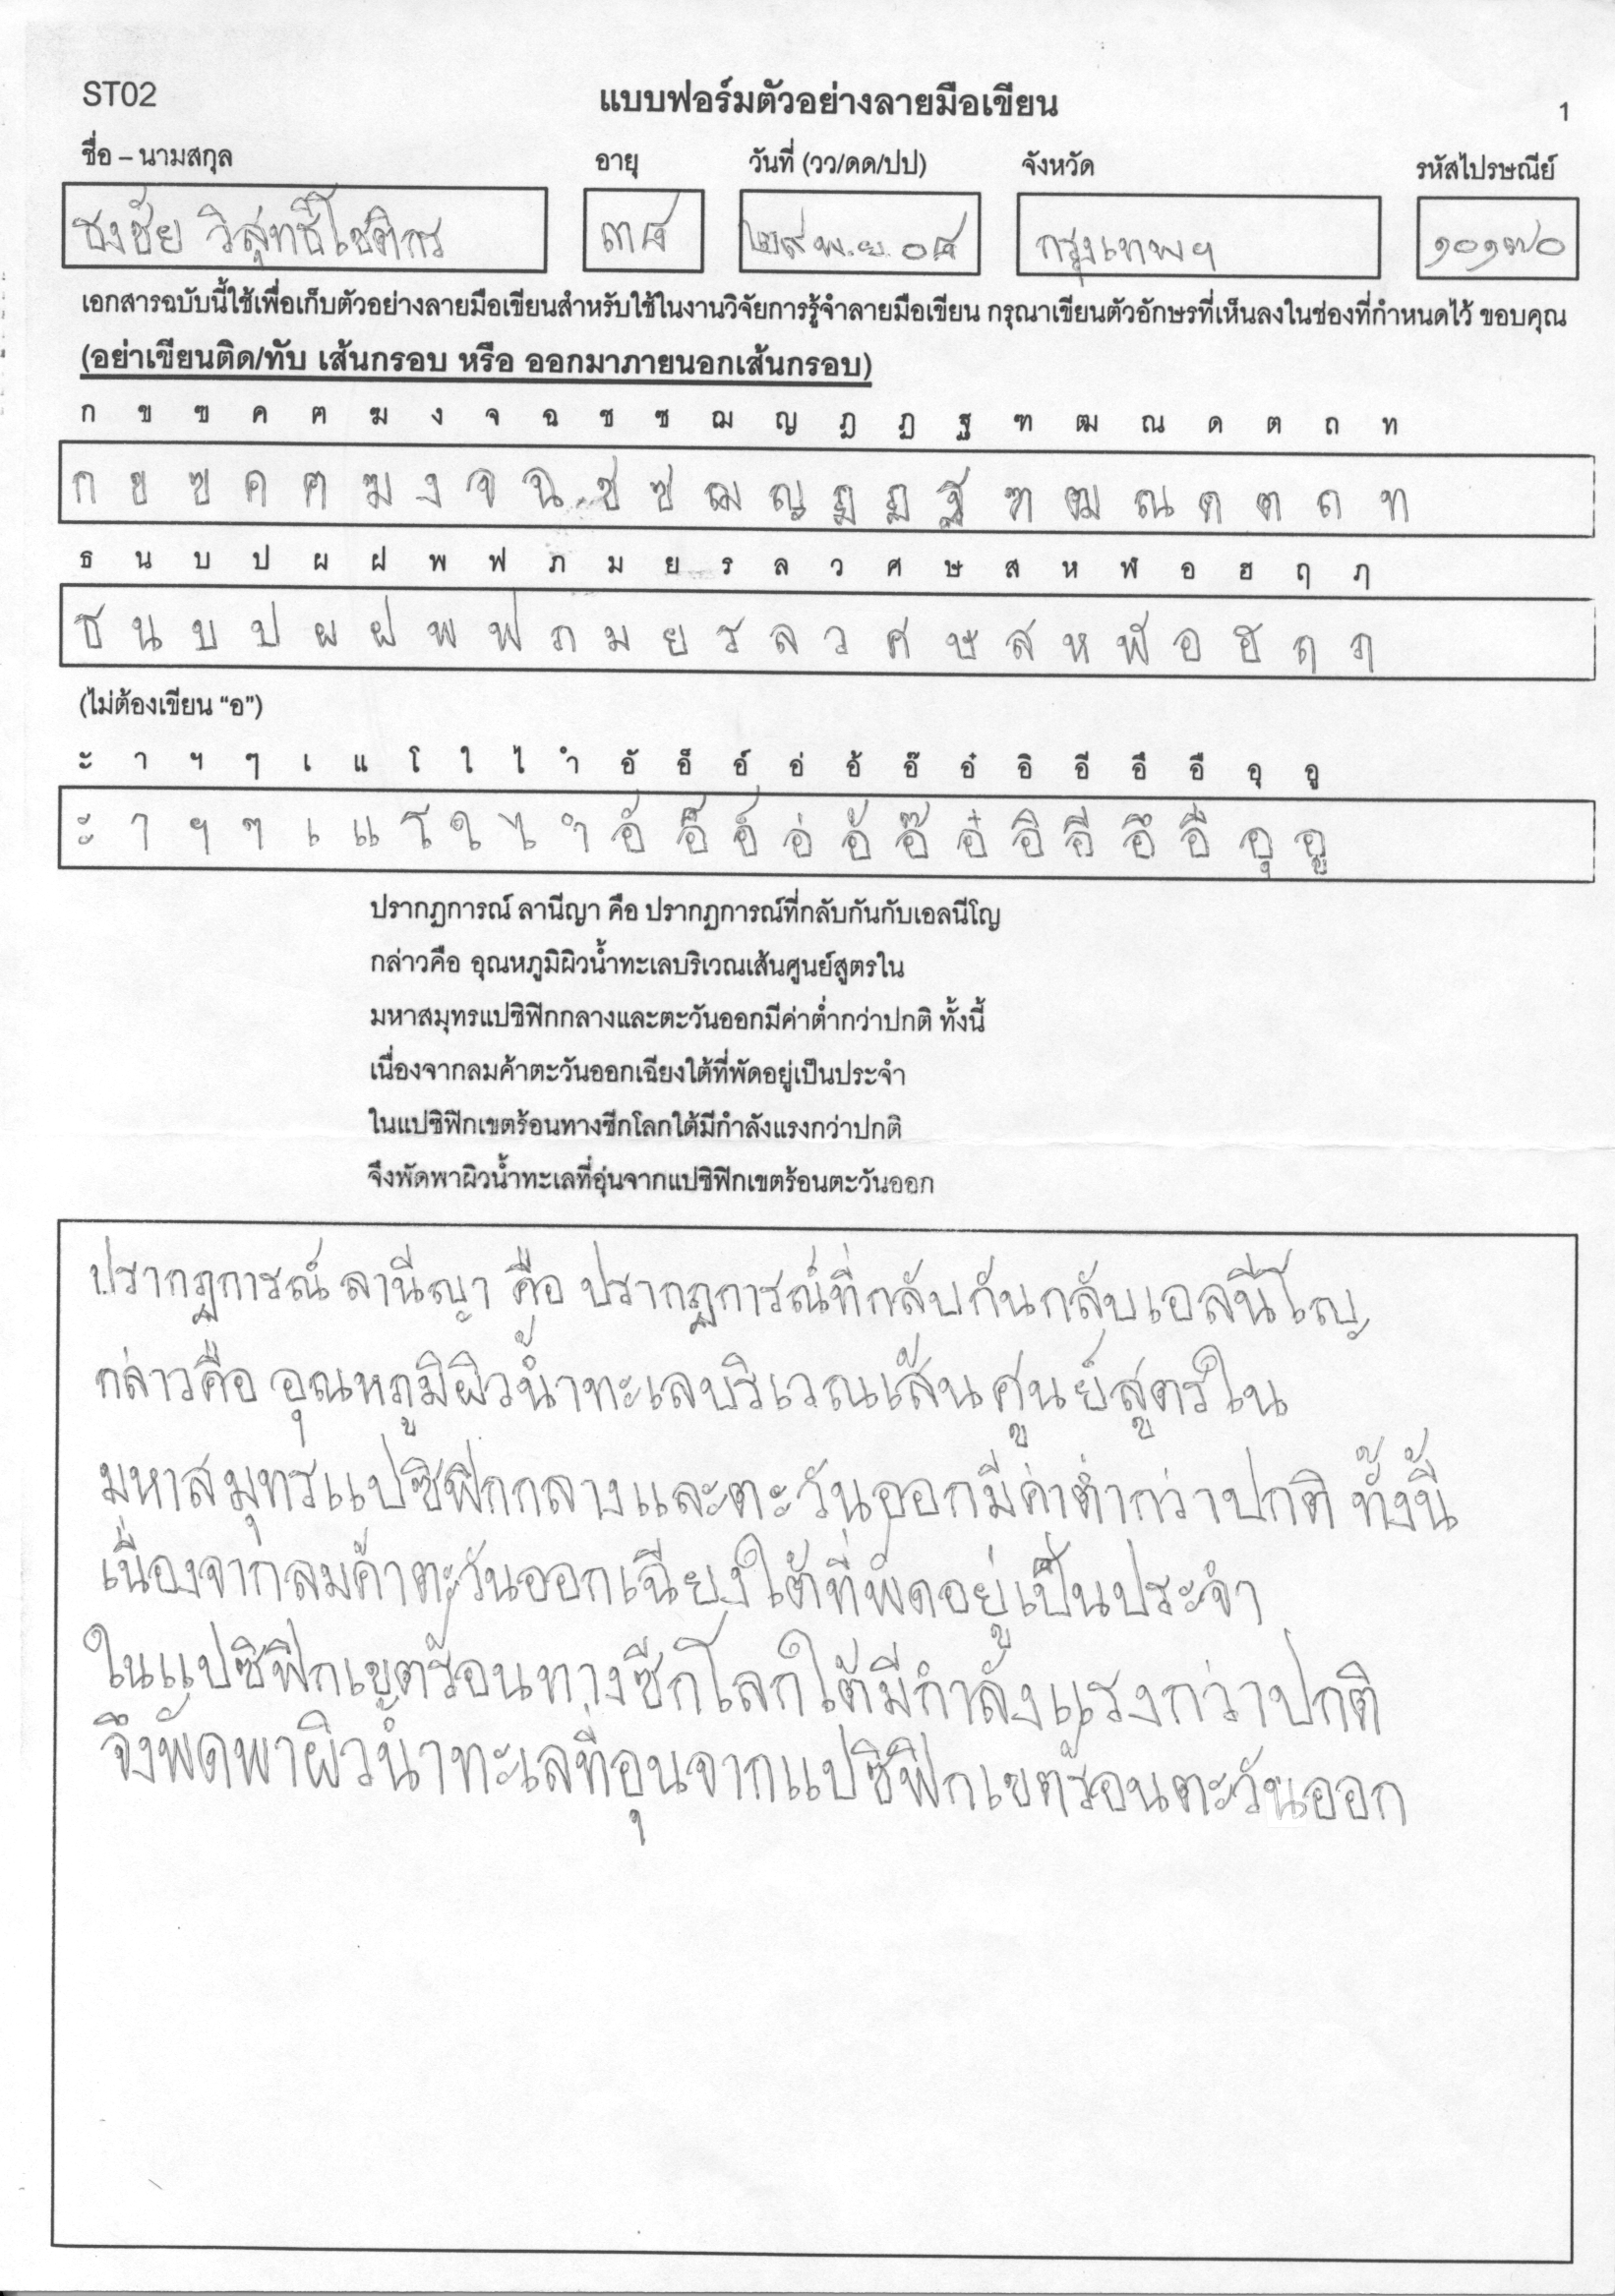 ST02
แบบฟอร์มตัวอย่างลายมือเขียน
1
ชื่อ – นามสกุล อายุ วันที่ (วว/ดด/ปป) จังหวัด รหัสไปรษณีย์
ธงชัย วิสุทธิ์โชติกร ๓๘ ๒๙ พ.ย. ๐๔ กรุงเทพฯ ๑๐๑๗๐
เอกสารฉบับนี้ใช้เพื่อเก็บตัวอย่างลายมือเขียนสำหรับใช้ในงานวิจัยการรู้จำลายมือเขียน กรุณาเขียนตัวอักษรที่เห็นลงในช่องที่กำหนดไว้ ขอบคุณ
(อย่าเขียนติด/ทับ เส้นกรอบ หรือ ออกมาภายนอกเส้นกรอบ)
ก ข ฃ ค ฅ ฆ ง จ ฉ ช ซ ฌ ญ ฎ ฏ ฐ ฑ ฒ ณ ด ต ถ ท
ก ข ฃ ค ฅ ฆ ง จ ฉ ช ซ ฌ ญ ฎ ฏ ฐ ฑ ฒ ณ ด ต ถ ท
ธ น บ ป ผ ฝ พ ฟ ภ ม ย ร ล ว ศ ษ ส ห ฬ อ ฮ ฤ ฦ
ธ น บ ป ผ ฝ พ ฟ ภ ม ย ร ล ว ศ ษ ส ห ฬ อ ฮ ฤ ฦ
(ไม่ต้องเขียน “อ”)
ะ า ฯ ๆ เ แ โ ใ ไ ำ อั อ็ อ์ อ่ อ้ อ๊ อ๋ อิ อี อึ อื อุ อู
ะ า ฯ ๆ เ แ โ ใ ไ ำ อั อ็ อ์ อ่ อ้ อ๊ อ๋ อิ อี อึ อื อุ อู
ปรากฏการณ์ ลานีญา คือ ปรากฏการณ์ที่กลับกันกับเอลนีโญ
กล่าวคือ อุณหภูมิผิวน้ำทะเลบริเวณเส้นศูนย์สูตรใน
มหาสมุทรแปซิฟิกกลางและตะวันออกมีค่าต่ำกว่าปกติ ทั้งนี้
เนื่องจากลมค้าตะวันออกเฉียงใต้ที่พัดอยู่เป็นประจำ
ในแปซิฟิกเขตร้อนทางซีกโลกใต้มีกำลังแรงกว่าปกติ
จึงพัดพาผิวน้ำทะเลที่อุ่นจากแปซิฟิกเขตร้อนตะวันออก
ปรากฏการณ์ ลานีญา คือ ปรากฏการณ์ที่กลับกันกลับเอลนีโญ
กล่าวคือ อุณหภูมิผิวน้ำทะเลบริเวณเส้นศูนย์สูตรใน
มหาสมุทรแปซิฟิกกลางและตะวันออกมีค่าต่ำกว่าปกติ ทั้งนี้
เนื่องจากลมค้าตะวันออกเฉียงใต้ที่พัดอยู่เป็นประจำ
ในแปซิฟิกเขตร้อนทางซีกโลกใต้มีกำลังแรงกว่าปกติ
จึงพัดพาผิวน้ำทะเลที่อุนจากแปซิฟิกเขตร้อนตะวันออก